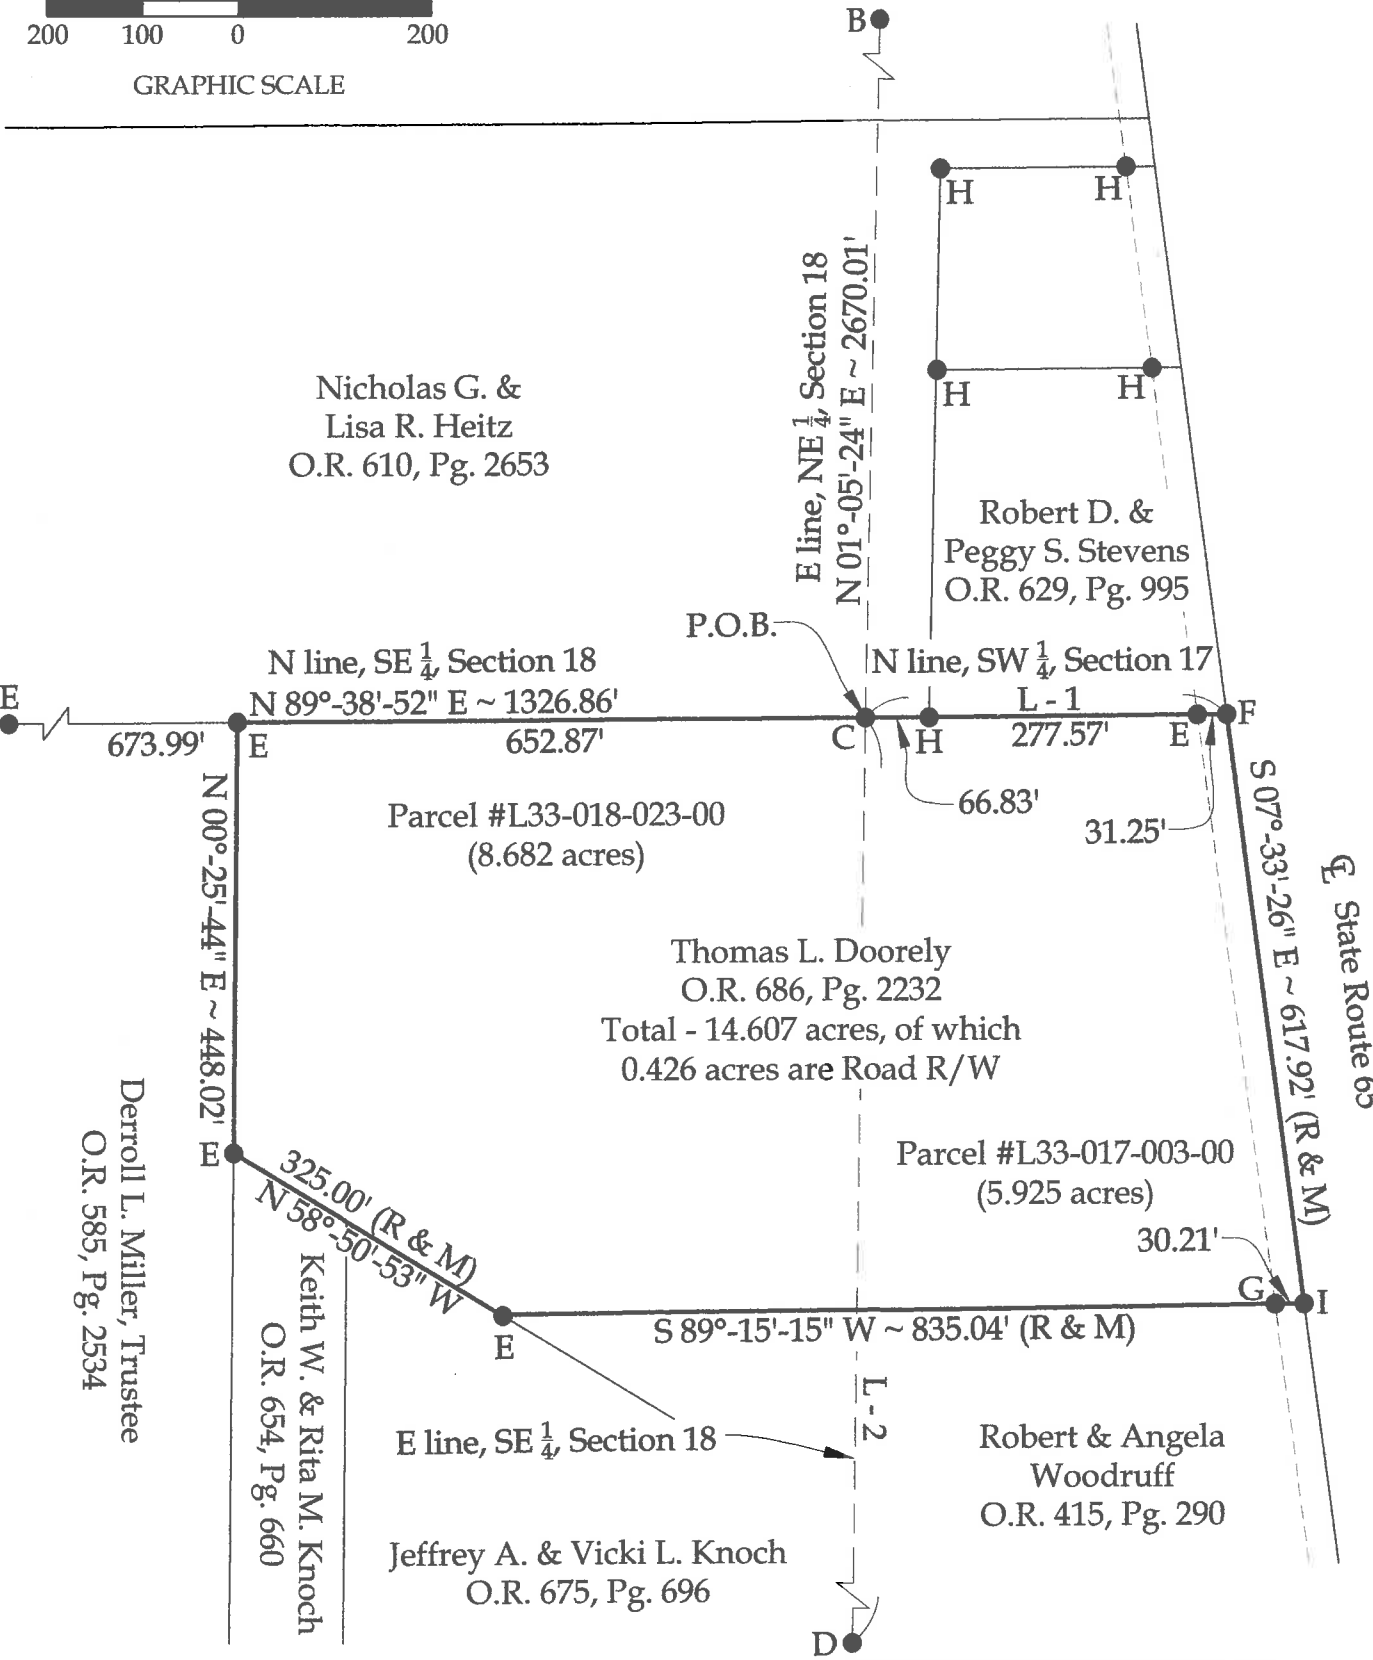 200 100 0 200
GRAPHIC SCALE
B
H
H
H
H
E line, NE 1/4, Section 18
N 01°-05'-24" E ~ 2670.01'
Nicholas G. &
Lisa R. Heitz
O.R. 610, Pg. 2653
Robert D. &
Peggy S. Stevens
O.R. 629, Pg. 995
P.O.B.
N line, SE 1/4, Section 18
N 89°-38'-52" E ~ 1326.86'
N line, SW 1/4, Section 17
L - 1
E
673.99'
E
652.87'
C
H
277.57'
E
F
66.83'
31.25'
Parcel #L33-018-023-00
(8.682 acres)
N 00°-25'-44" E ~ 448.02'
S 07°-33'-26" E ~ 617.92' (R & M)
CL State Route 65
Thomas L. Doorely
O.R. 686, Pg. 2232
Total - 14.607 acres, of which
0.426 acres are Road R/W
Derroll L. Miller, Trustee
O.R. 585, Pg. 2534
E
325.00' (R & M)
N 58°-50'-53" W
Parcel #L33-017-003-00
(5.925 acres)
30.21'
G
I
E
S 89°-15'-15" W ~ 835.04' (R & M)
Keith W. & Rita M. Knoch
O.R. 654, Pg. 660
L - 2
E line, SE 1/4, Section 18
Robert & Angela
Woodruff
O.R. 415, Pg. 290
Jeffrey A. & Vicki L. Knoch
O.R. 675, Pg. 696
D